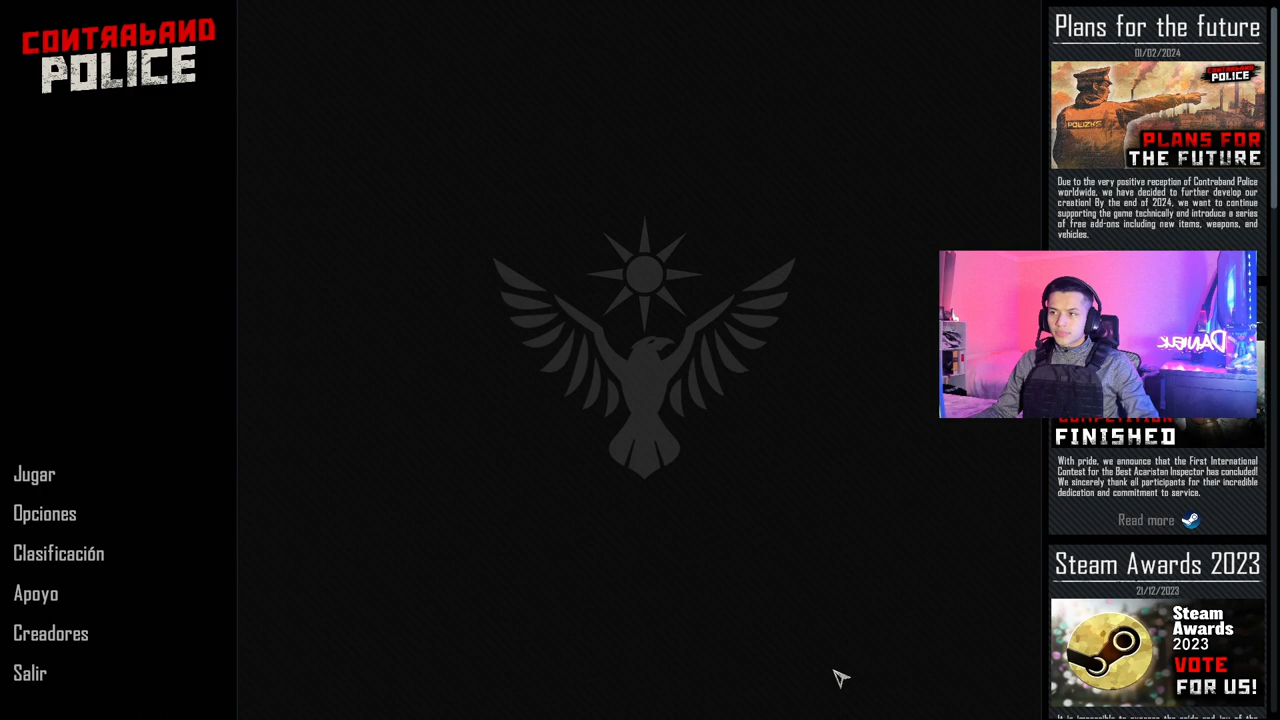 CONTRABAND
POLICE
Jugar
Opciones
Clasificación
Apoyo
Creadores
Salir
Plans for the future
01/02/2024
CONTRABAND
POLICE
PLANS FOR
THE FUTURE
Due to the very positive reception of Contraband Police
worldwide, we have decided to further develop our
creation! By the end of 2024, we want to continue
supporting the game technically and introduce a series
of free add-ons including new items, weapons, and
vehicles.
COMPETITION
FINISHED
With pride, we announce that the First International
Contest for the Best Acaristan Inspector has concluded!
We sincerely thank all participants for their incredible
dedication and commitment to service.
Read more
Steam Awards 2023
21/12/2023
Steam
Awards
2023
VOTE
FOR US!